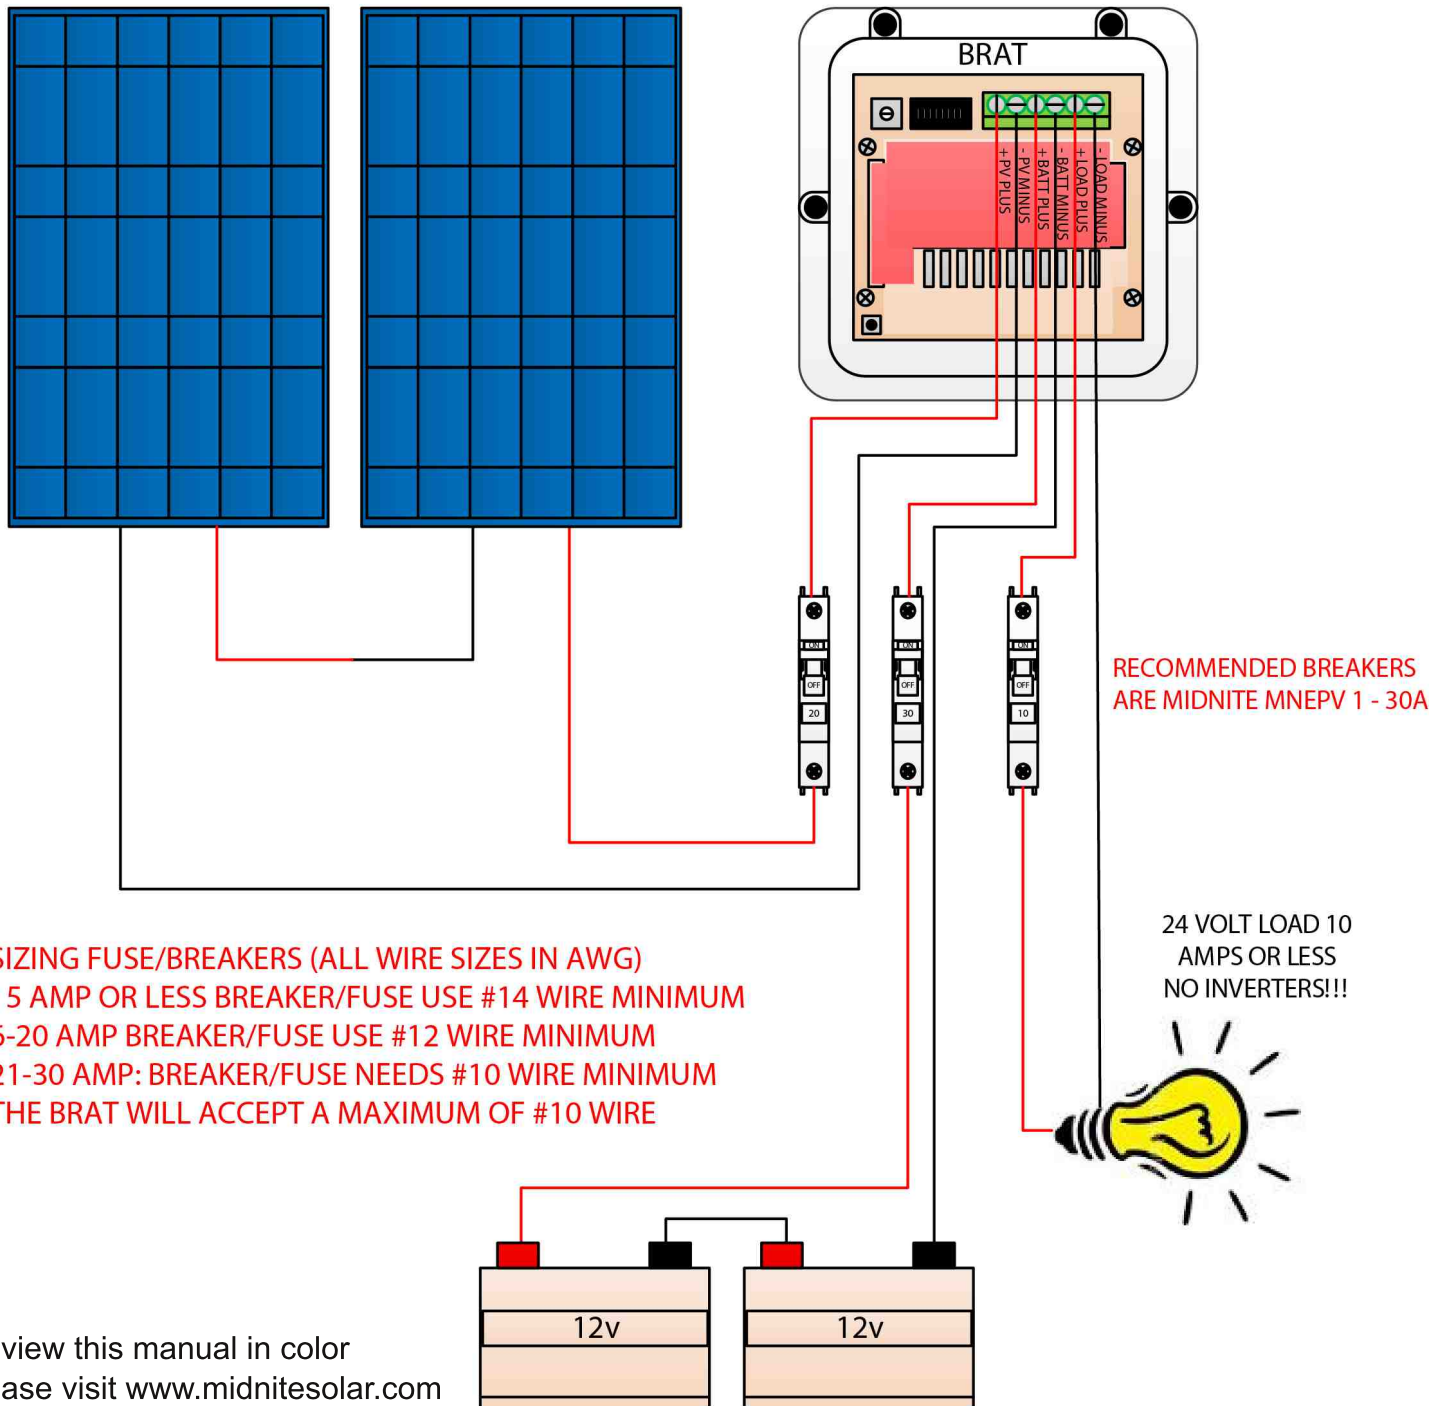 BRAT
+ PV PLUS
- PV MINUS
+ BATT PLUS
- BATT MINUS
+ LOAD PLUS
- LOAD MINUS
ON
OFF
20
ON
OFF
30
ON
OFF
10
RECOMMENDED BREAKERS
ARE MIDNITE MNEPV 1 - 30A
24 VOLT LOAD 10
AMPS OR LESS
NO INVERTERS!!!
SIZING FUSE/BREAKERS (ALL WIRE SIZES IN AWG)
5 AMP OR LESS BREAKER/FUSE USE #14 WIRE MINIMUM
6-20 AMP BREAKER/FUSE USE #12 WIRE MINIMUM
21-30 AMP: BREAKER/FUSE NEEDS #10 WIRE MINIMUM
THE BRAT WILL ACCEPT A MAXIMUM OF #10 WIRE
12v
12v
view this manual in color
ase visit www.midnitesolar.com